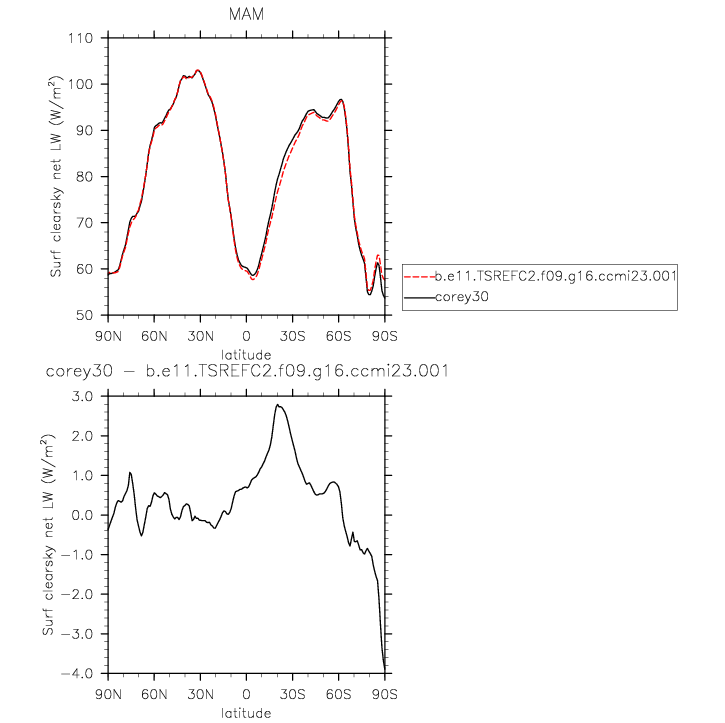 MAM
110
100
90
80
70
60
50
Surf clearsky net LW (W/m²)
90N 60N 30N 0 30S 60S 90S
latitude
b.e11.TSREFC2.f09.g16.ccmi23.001
corey30
corey30 − b.e11.TSREFC2.f09.g16.ccmi23.001
3.0
2.0
1.0
0.0
−1.0
−2.0
−3.0
−4.0
Surf clearsky net LW (W/m²)
90N 60N 30N 0 30S 60S 90S
latitude